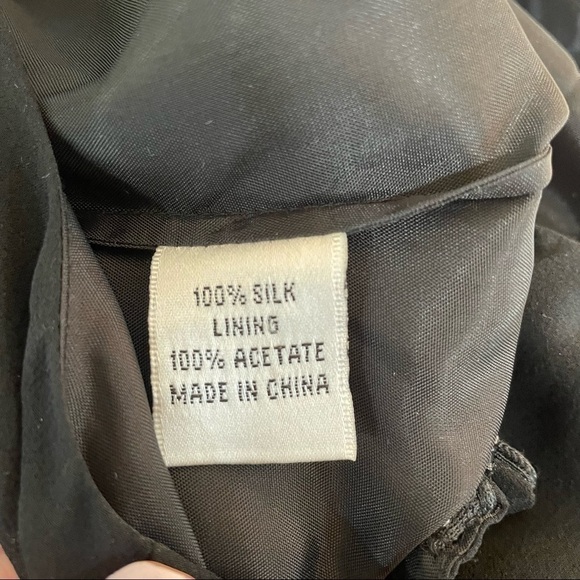 100% SILK
LINING
100% ACETATE
MADE IN CHINA